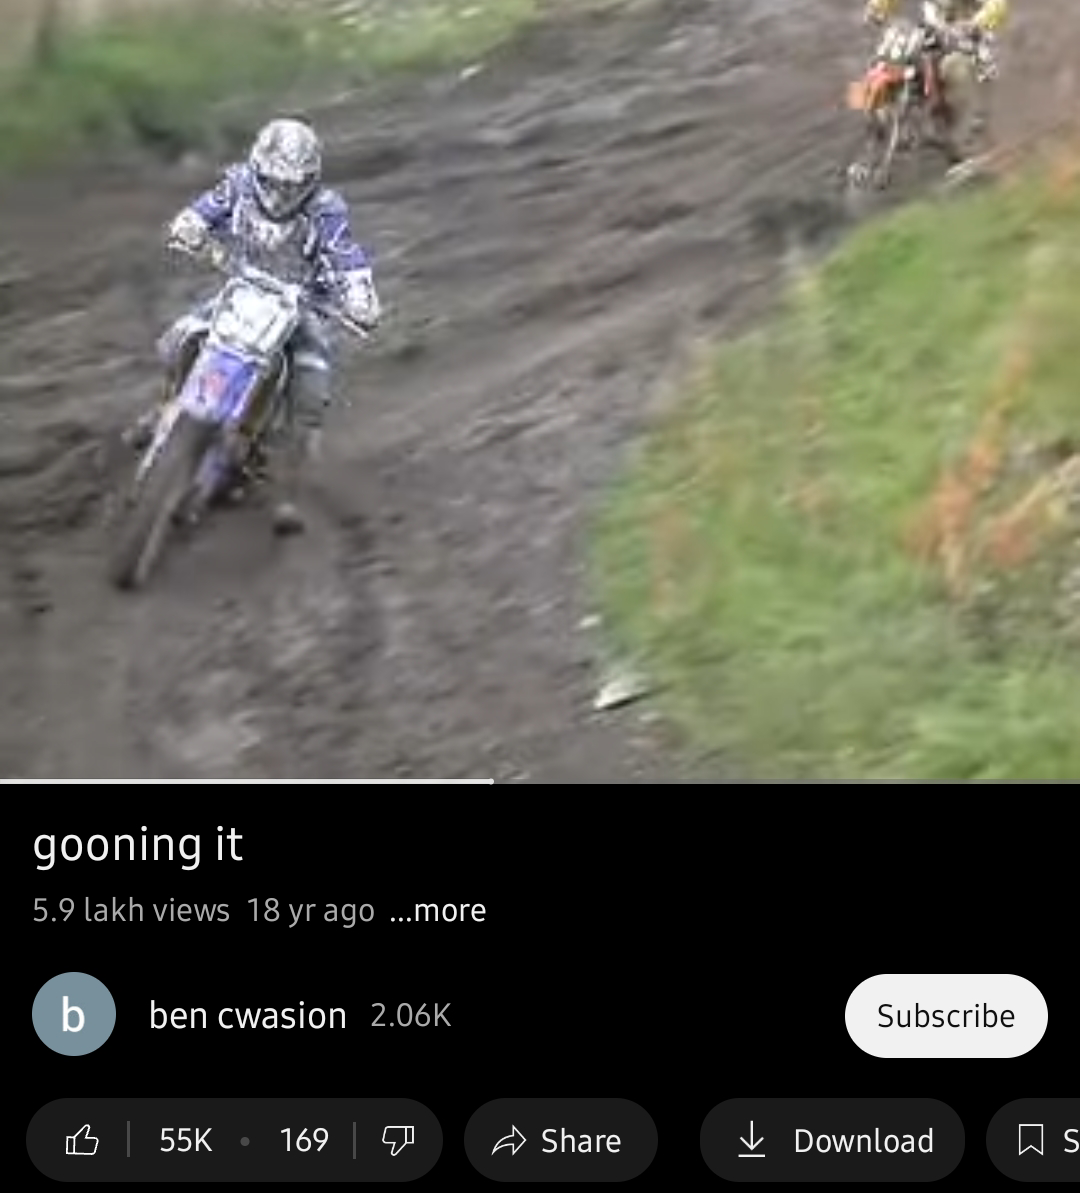 gooning it
5.9 lakh views 18 yr ago ...more
b ben cwasion 2.06K Subscribe
55K • 169 Share Download S